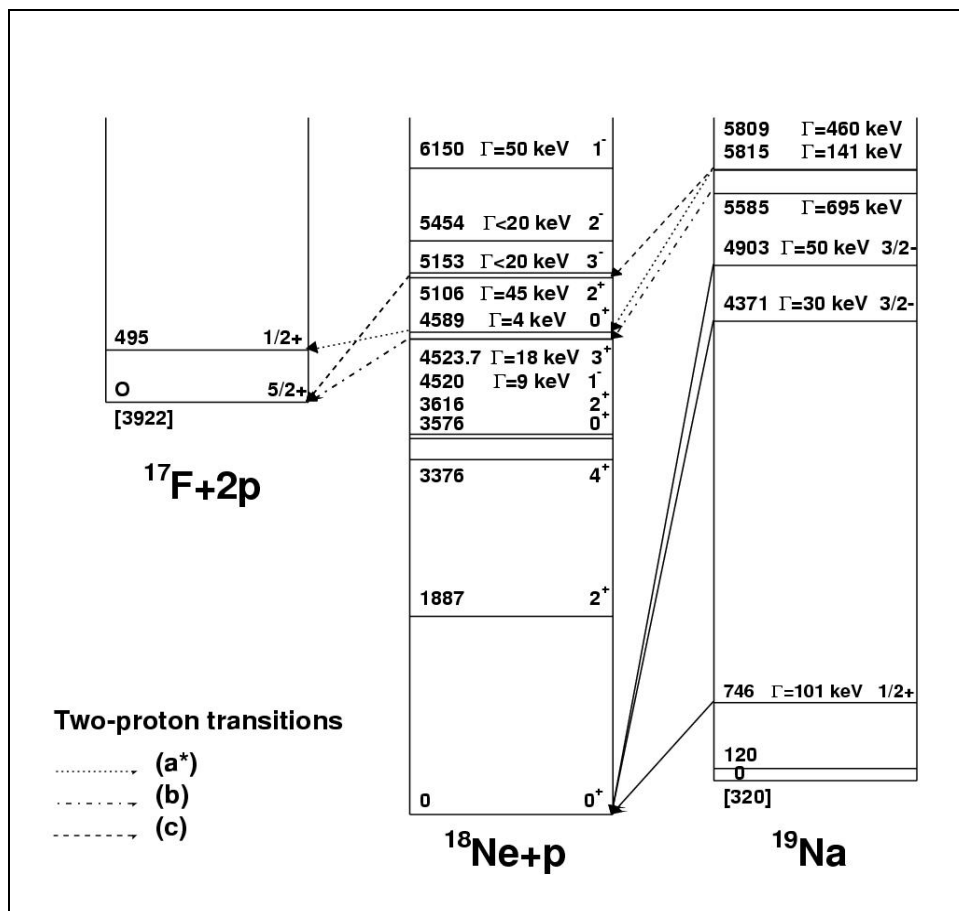 495 1/2+
O 5/2+
[3922]
¹⁷F+2p
6150 Γ=50 keV 1⁻
5454 Γ<20 keV 2⁻
5153 Γ<20 keV 3⁻
5106 Γ=45 keV 2⁺
4589 Γ=4 keV 0⁺
4523.7 Γ=18 keV 3⁺
4520 Γ=9 keV 1⁻
3616 2⁺
3576 0⁺
3376 4⁺
1887 2⁺
0 0⁺
¹⁸Ne+p
5809 Γ=460 keV
5815 Γ=141 keV
5585 Γ=695 keV
4903 Γ=50 keV 3/2-
4371 Γ=30 keV 3/2-
746 Γ=101 keV 1/2+
120
0
[320]
¹⁹Na
Two-proton transitions
(a*)
(b)
(c)